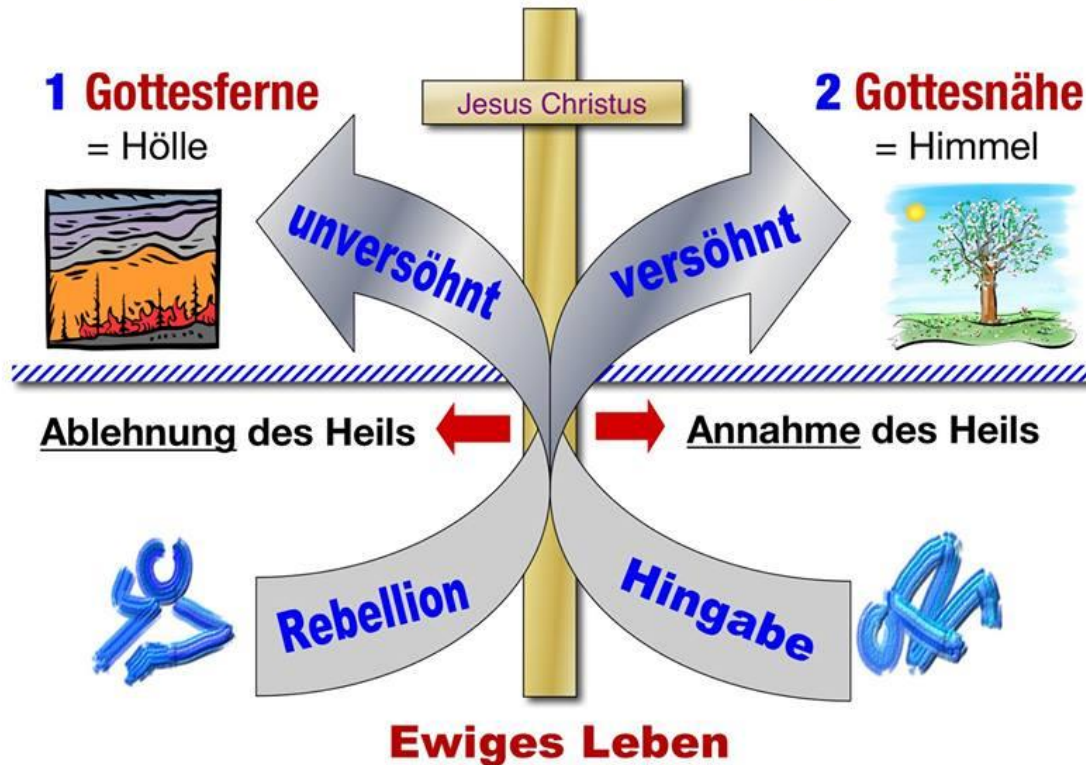 1 Gottesferne
= Hölle
Jesus Christus
2 Gottesnähe
= Himmel
unversöhnt
versöhnt
Ablehnung des Heils
Annahme des Heils
Rebellion
Hingabe
Ewiges Leben